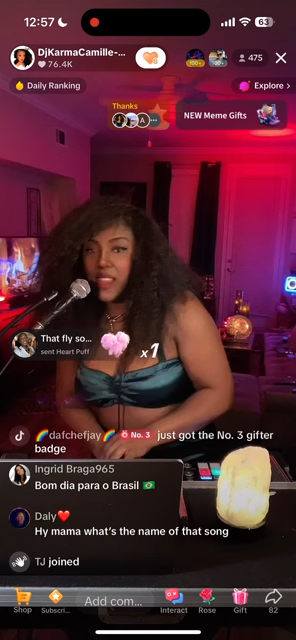 12:57
63
DjKarmaCamille-...
76.4K
100+
475
Daily Ranking
Explore >
Thanks
A
NEW Meme Gifts
That fly so...
sent Heart Puff
x1
🌈dafchefjay🌈 No. 3 just got the No. 3 gifter
badge
Ingrid Braga965
Bom dia para o Brasil 🇧🇷
Daly❤️
Hy mama what's the name of that song
TJ joined
Shop
Subscri...
Add com...
Interact
Rose
Gift
82